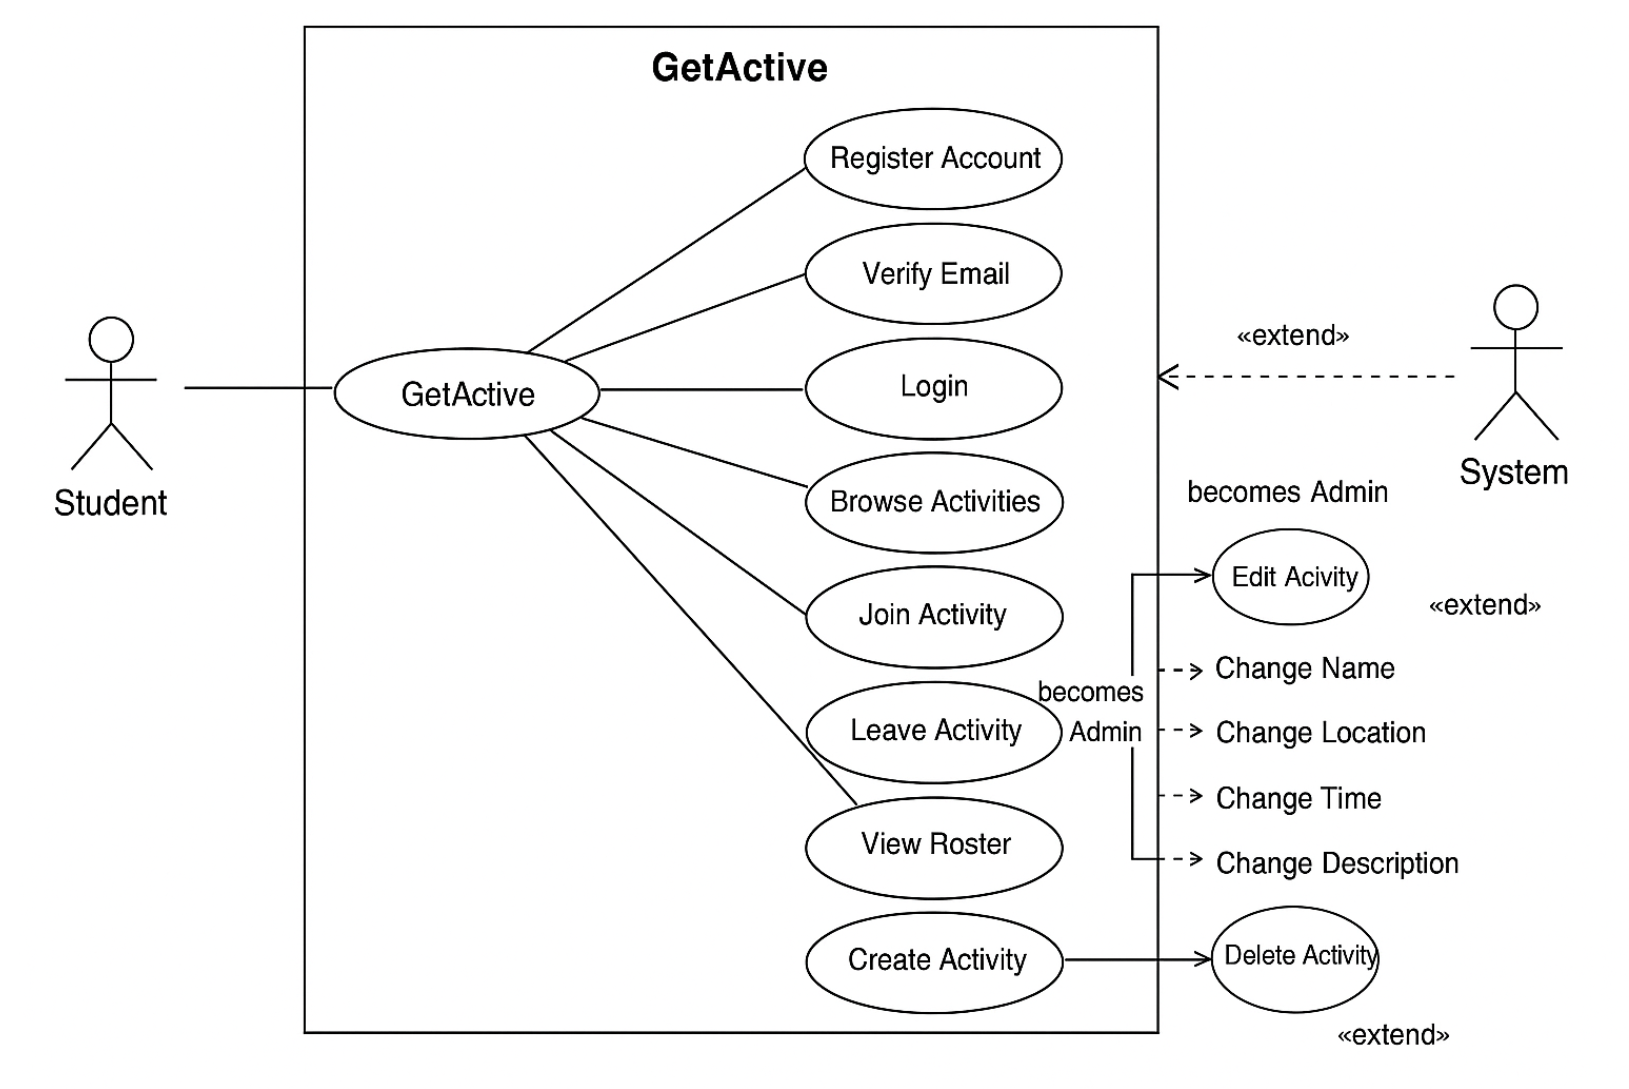 GetActive
Register Account
Verify Email
«extend»
GetActive
Login
Student
System
Browse Activities
becomes Admin
Edit Acivity
«extend»
Join Activity
Change Name
becomes
Admin
Leave Activity
Change Location
Change Time
View Roster
Change Description
Create Activity
Delete Activity
«extend»